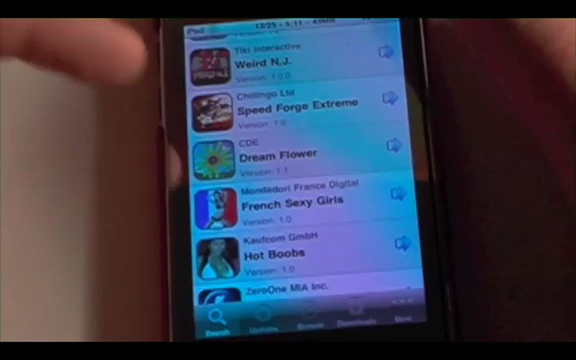 iPod
Tiki Interactive
Weird N.J.
Version: 1.0.0
Chillingo Ltd
Speed Forge Extreme
Version: 1.0
CDE
Dream Flower
Version: 1.1
Mondadori France Digital
French Sexy Girls
Version: 1.0
Kaufcom GmbH
Hot Boobs
Version: 1.0
ZeroOne MIA Inc.
Search Updates Browse Downloads More